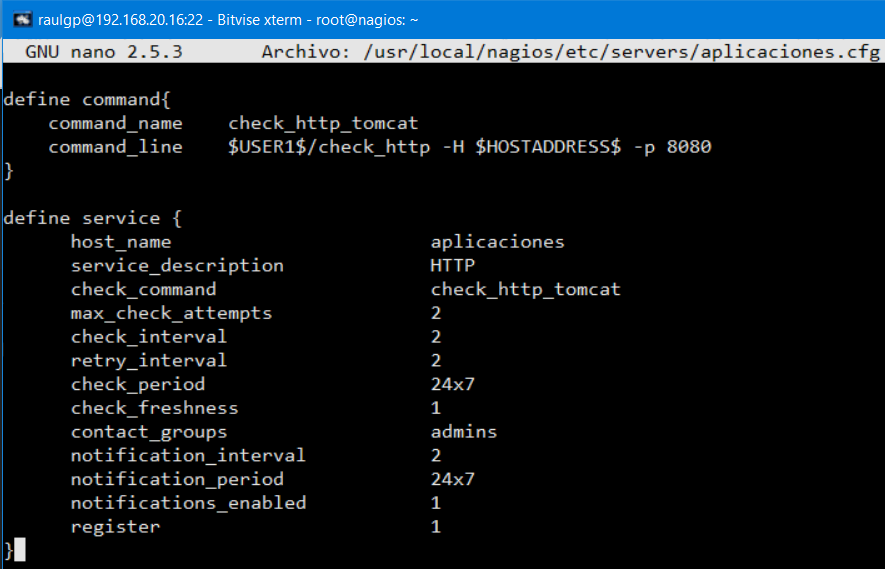 raulgp@192.168.20.16:22 - Bitvise xterm - root@nagios: ~
GNU nano 2.5.3 Archivo: /usr/local/nagios/etc/servers/aplicaciones.cfg
define command{
command_name check_http_tomcat
command_line $USER1$/check_http -H $HOSTADDRESS$ -p 8080
}
define service {
host_name aplicaciones
service_description HTTP
check_command check_http_tomcat
max_check_attempts 2
check_interval 2
retry_interval 2
check_period 24x7
check_freshness 1
contact_groups admins
notification_interval 2
notification_period 24x7
notifications_enabled 1
register 1
}